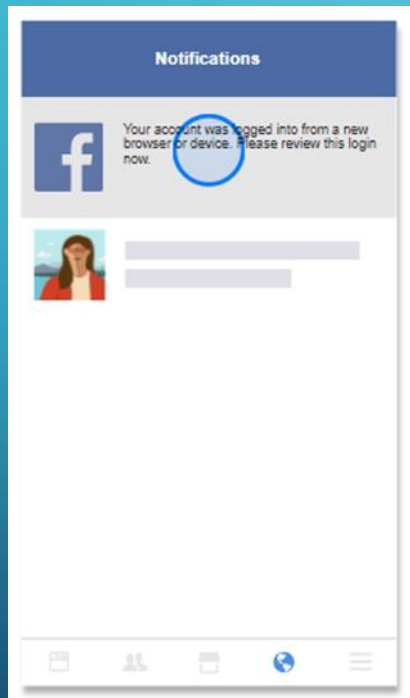 Notifications
Your account was logged into from a new
browser or device. Please review this login
now.